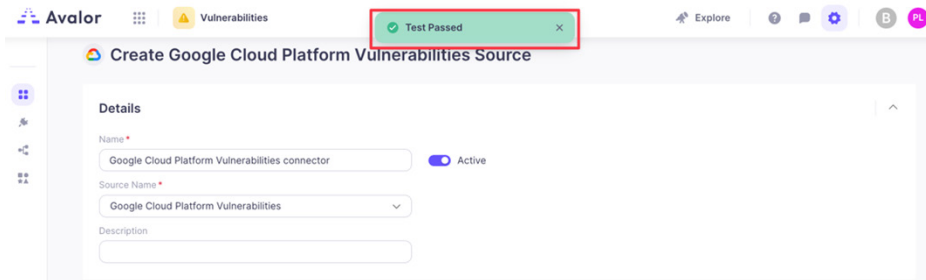 Avalor
Vulnerabilities
Test Passed
Explore
B
PL
Create Google Cloud Platform Vulnerabilities Source
Details
Name *
Google Cloud Platform Vulnerabilities connector
Active
Source Name *
Google Cloud Platform Vulnerabilities
Description